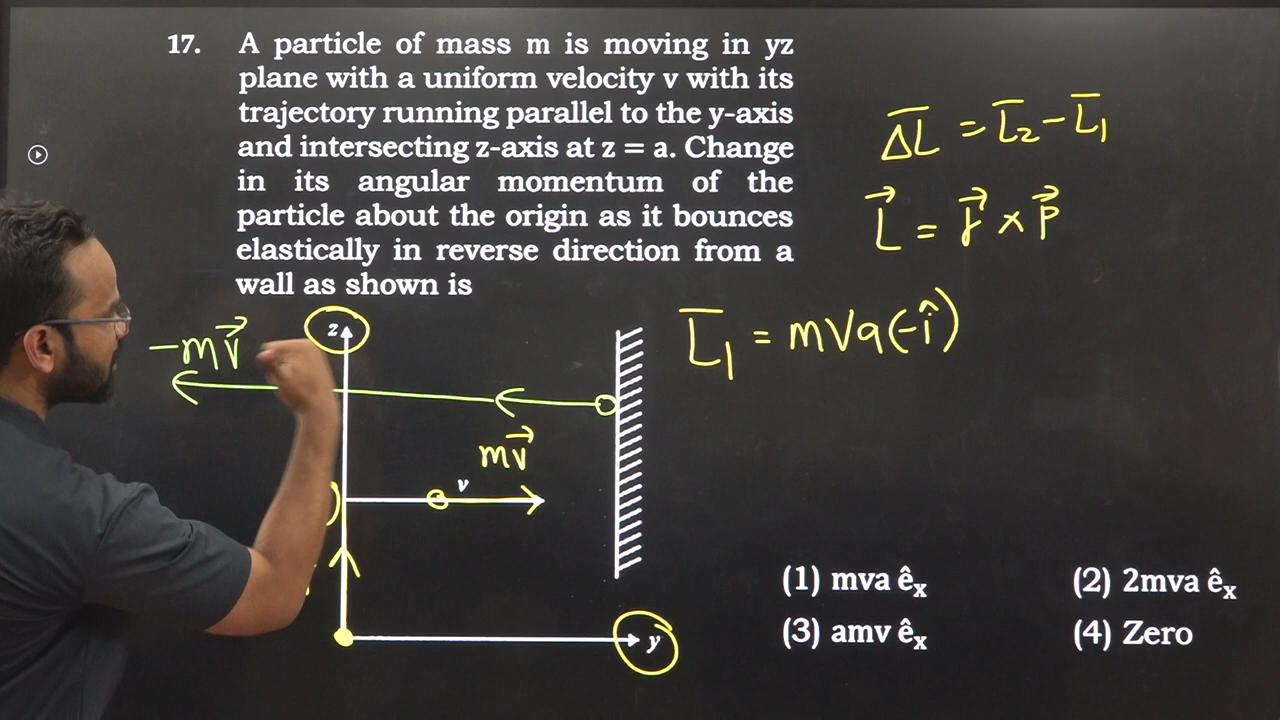 17. A particle of mass m is moving in yz
plane with a uniform velocity v with its
trajectory running parallel to the y-axis
and intersecting z-axis at z = a. Change
in its angular momentum of the
particle about the origin as it bounces
elastically in reverse direction from a
wall as shown is
ΔL̄ = L̄₂ - L̄₁
L⃗ = r⃗ × P⃗
L̄₁ = mVa(-î)
z
-mv⃗
mv⃗
v
y
(1) mva êₓ (2) 2mva êₓ
(3) amv êₓ (4) Zero